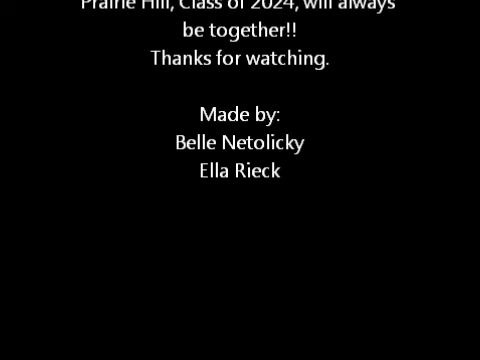 Prairie Hill, Class of 2024, will always
be together!!
Thanks for watching.
Made by:
Belle Netolicky
Ella Rieck